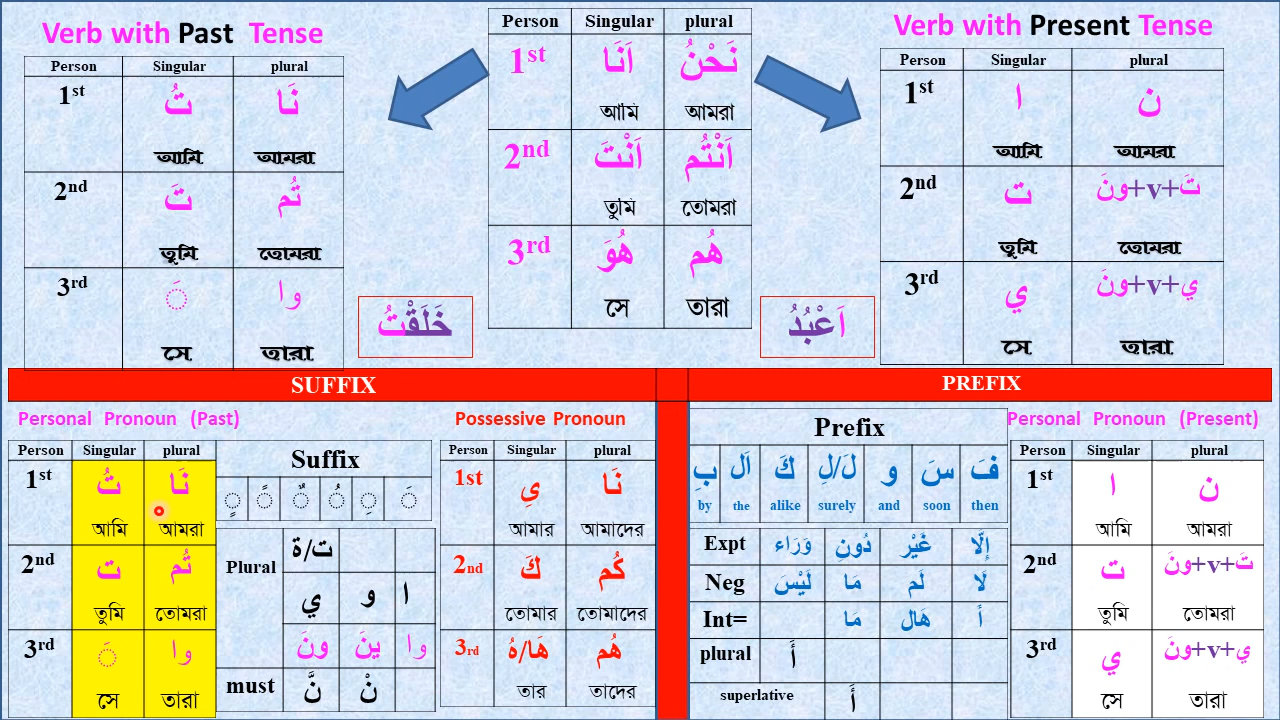 Verb with Past Tense
Person Singular plural
1st تُ نَا
আমি আমরা
2nd تَ تُم
তুমি তোমরা
3rd ◌َ وا
সে তারা
Person Singular plural
1st اَنَا نَحْنُ
আমি আমরা
2nd اَنْتَ اَنْتُم
তুমি তোমরা
3rd هُوَ هُم
সে তারা
Verb with Present Tense
Person Singular plural
1st ا ن
আমি আমরা
2nd ت تَ+v+ونَ
তুমি তোমরা
3rd ي ي+v+ونَ
সে তারা
خَلَقْتُ
اَعْبُدُ
SUFFIX
PREFIX
Personal Pronoun (Past)
Person Singular plural
1st تُ نَا
আমি আমরা
2nd ت تُم
তুমি তোমরা
3rd ◌َ وا
সে তারা
Suffix
◌ٍ ◌ً ◌ٌ ◌ُ ◌ِ ◌َ
Plural ت/ة
ي و ا
ونَ ينَ وا
must نَّ نْ
Possessive Pronoun
Person Singular plural
1st ىِ نَا
আমার আমাদের
2nd كَ كُم
তোমার তোমাদের
3rd هَا/هُ هُم
তার তাদের
Prefix
بِ اَل كَ لَ/لِ و سَ فَ
by the alike surely and soon then
Expt وَرَاء دُونِ غَيْر إِلَّا
Neg لَيْسَ مَا لَم لَا
Int= مَا هَال أَ
plural أَ
superlative أَ
Personal Pronoun (Present)
Person Singular plural
1st ا ن
আমি আমরা
2nd ت تَ+v+ونَ
তুমি তোমরা
3rd ي ي+v+ونَ
সে তারা